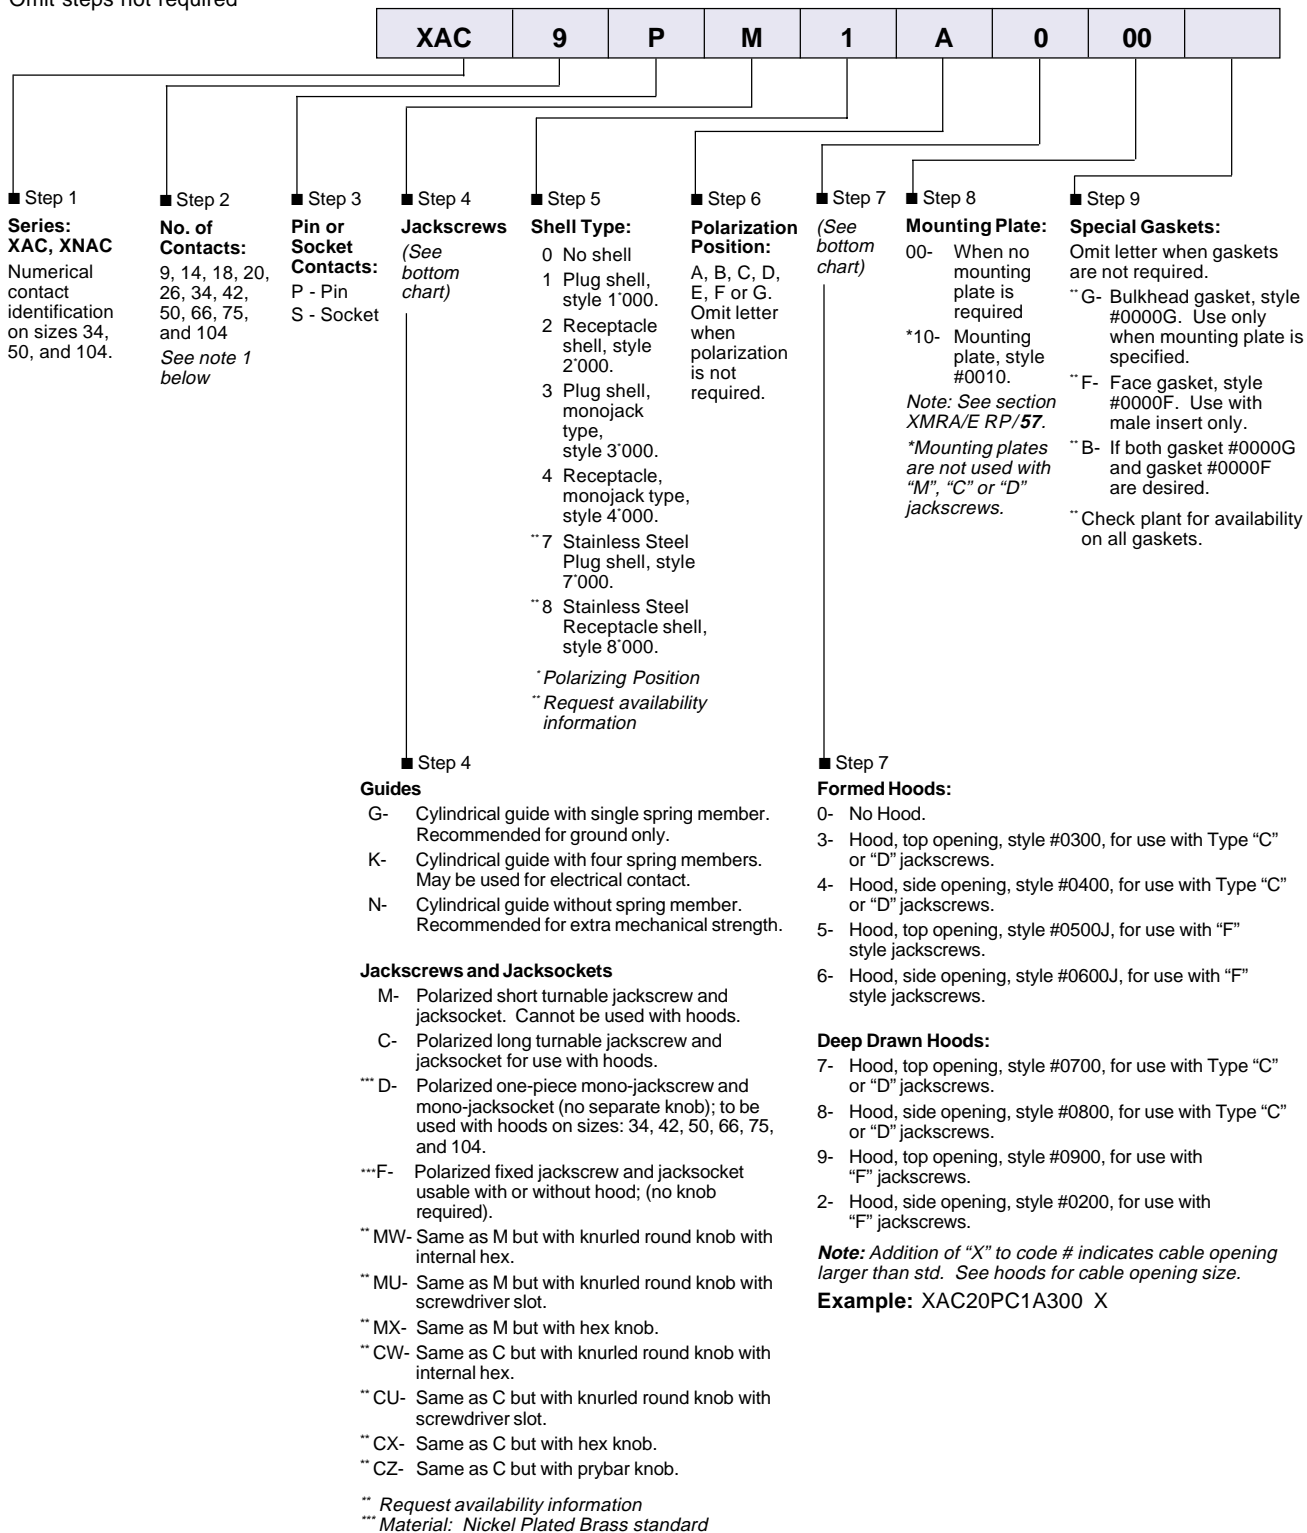 Omit steps not required
XAC 9 P M 1 A 0 00
■ Step 1
Series:
XAC, XNAC
Numerical
contact
identification
on sizes 34,
50, and 104.
■ Step 2
No. of
Contacts:
9, 14, 18, 20,
26, 34, 42,
50, 66, 75,
and 104
See note 1
below
■ Step 3
Pin or
Socket
Contacts:
P - Pin
S - Socket
■ Step 4
Jackscrews
(See
bottom
chart)
■ Step 5
Shell Type:
0 No shell
1 Plug shell,
style 1*000.
2 Receptacle
shell, style
2*000.
3 Plug shell,
monojack
type,
style 3*000.
4 Receptacle,
monojack type,
style 4*000.
**7 Stainless Steel
Plug shell, style
7*000.
**8 Stainless Steel
Receptacle shell,
style 8*000.
* Polarizing Position
** Request availability
information
■ Step 6
Polarization
Position:
A, B, C, D,
E, F or G.
Omit letter
when
polarization
is not
required.
■ Step 7
(See
bottom
chart)
■ Step 8
Mounting Plate:
00- When no
mounting
plate is
required
*10- Mounting
plate, style
#0010.
Note: See section
XMRA/E RP/57.
*Mounting plates
are not used with
“M”, “C” or “D”
jackscrews.
■ Step 9
Special Gaskets:
Omit letter when gaskets
are not required.
**G- Bulkhead gasket, style
#0000G. Use only
when mounting plate is
specified.
**F- Face gasket, style
#0000F. Use with
male insert only.
**B- If both gasket #0000G
and gasket #0000F
are desired.
**Check plant for availability
on all gaskets.
■ Step 4
Guides
G- Cylindrical guide with single spring member.
Recommended for ground only.
K- Cylindrical guide with four spring members.
May be used for electrical contact.
N- Cylindrical guide without spring member.
Recommended for extra mechanical strength.
Jackscrews and Jacksockets
M- Polarized short turnable jackscrew and
jacksocket. Cannot be used with hoods.
C- Polarized long turnable jackscrew and
jacksocket for use with hoods.
*** D- Polarized one-piece mono-jackscrew and
mono-jacksocket (no separate knob); to be
used with hoods on sizes: 34, 42, 50, 66, 75,
and 104.
***F- Polarized fixed jackscrew and jacksocket
usable with or without hood; (no knob
required).
** MW- Same as M but with knurled round knob with
internal hex.
** MU- Same as M but with knurled round knob with
screwdriver slot.
** MX- Same as M but with hex knob.
** CW- Same as C but with knurled round knob with
internal hex.
** CU- Same as C but with knurled round knob with
screwdriver slot.
** CX- Same as C but with hex knob.
** CZ- Same as C but with prybar knob.
** Request availability information
*** Material: Nickel Plated Brass standard
■ Step 7
Formed Hoods:
0- No Hood.
3- Hood, top opening, style #0300, for use with Type “C”
or “D” jackscrews.
4- Hood, side opening, style #0400, for use with Type “C”
or “D” jackscrews.
5- Hood, top opening, style #0500J, for use with “F”
style jackscrews.
6- Hood, side opening, style #0600J, for use with “F”
style jackscrews.
Deep Drawn Hoods:
7- Hood, top opening, style #0700, for use with Type “C”
or “D” jackscrews.
8- Hood, side opening, style #0800, for use with Type “C”
or “D” jackscrews.
9- Hood, top opening, style #0900, for use with
“F” jackscrews.
2- Hood, side opening, style #0200, for use with
“F” jackscrews.
Note: Addition of “X” to code # indicates cable opening
larger than std. See hoods for cable opening size.
Example: XAC20PC1A300 X